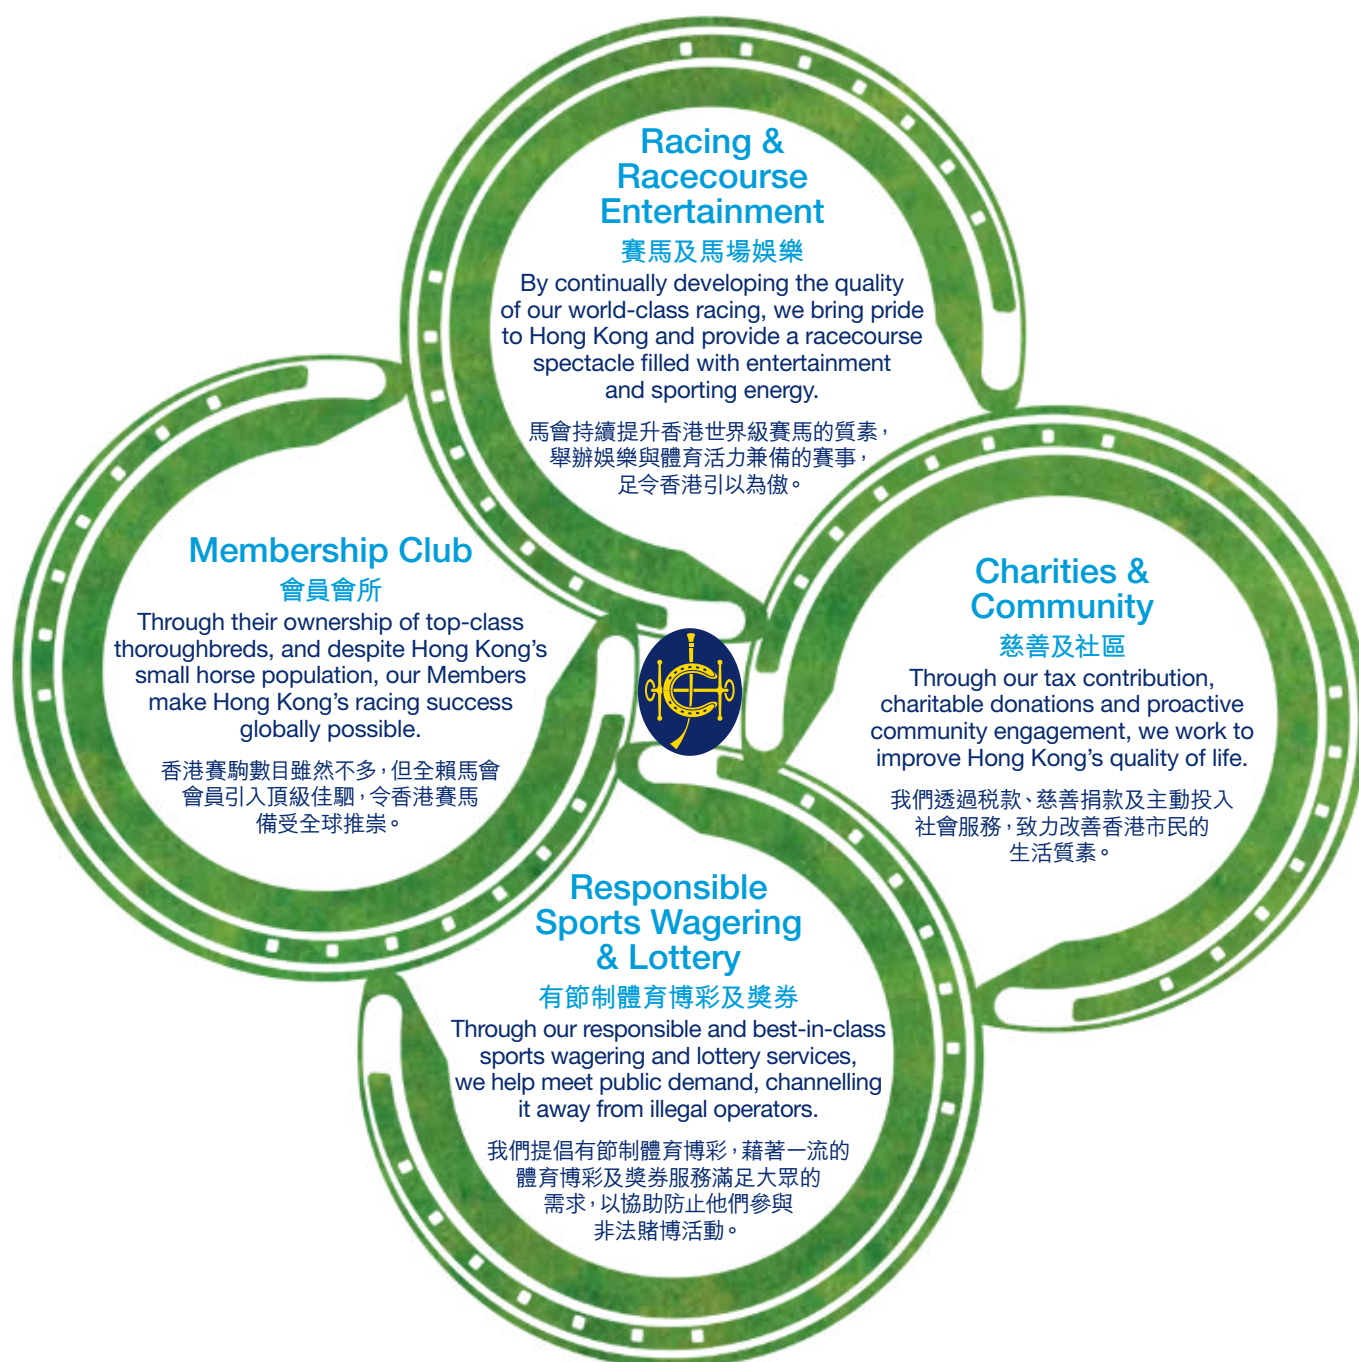 Racing &
Racecourse
Entertainment
賽馬及馬場娛樂
By continually developing the quality
of our world-class racing, we bring pride
to Hong Kong and provide a racecourse
spectacle filled with entertainment
and sporting energy.
馬會持續提升香港世界級賽馬的質素，
舉辦娛樂與體育活力兼備的賽事，
足令香港引以為傲。
Membership Club
會員會所
Through their ownership of top-class
thoroughbreds, and despite Hong Kong’s
small horse population, our Members
make Hong Kong’s racing success
globally possible.
香港賽駒數目雖然不多，但全賴馬會
會員引入頂級佳駟，令香港賽馬
備受全球推崇。
Charities &
Community
慈善及社區
Through our tax contribution,
charitable donations and proactive
community engagement, we work to
improve Hong Kong’s quality of life.
我們透過税款、慈善捐款及主動投入
社會服務，致力改善香港市民的
生活質素。
Responsible
Sports Wagering
& Lottery
有節制體育博彩及獎券
Through our responsible and best-in-class
sports wagering and lottery services,
we help meet public demand, channelling
it away from illegal operators.
我們提倡有節制體育博彩，藉著一流的
體育博彩及獎券服務滿足大眾的
需求，以協助防止他們參與
非法賭博活動。